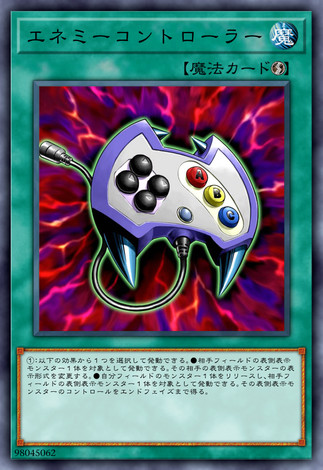 エネミーコントローラー
魔
【魔法カード】
A
B
C
①：以下の効果から１つを選択して発動できる。●相手フィールドの表側表示
モンスター１体を対象として発動できる。その相手の表側表示モンスターの表
示形式を変更する。●自分フィールドのモンスター１体をリリースし、相手フィ
ールドの表側表示モンスター１体を対象として発動できる。その表側表示モン
スターのコントロールをエンドフェイズまで得る。
98045062